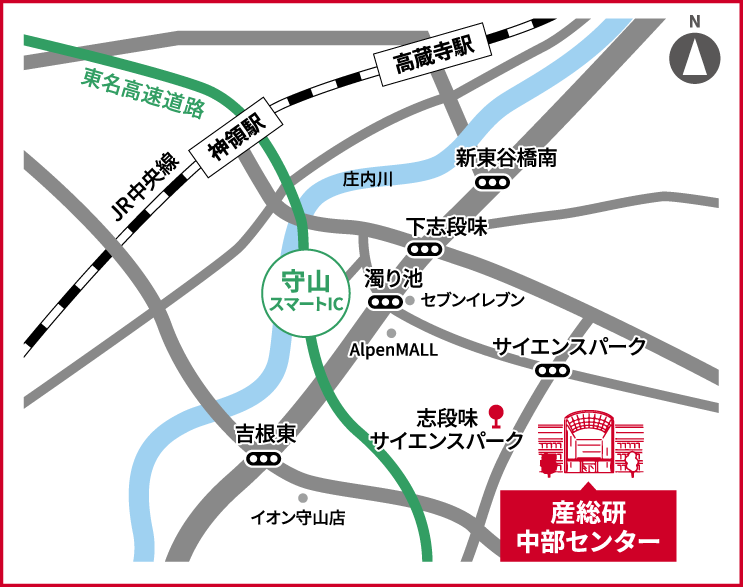 N
高蔵寺駅
東名高速道路
神領駅
JR中央線
新東谷橋南
庄内川
下志段味
守山
スマートIC
濁り池
セブンイレブン
AlpenMALL
サイエンスパーク
志段味
サイエンスパーク
吉根東
イオン守山店
産総研
中部センター